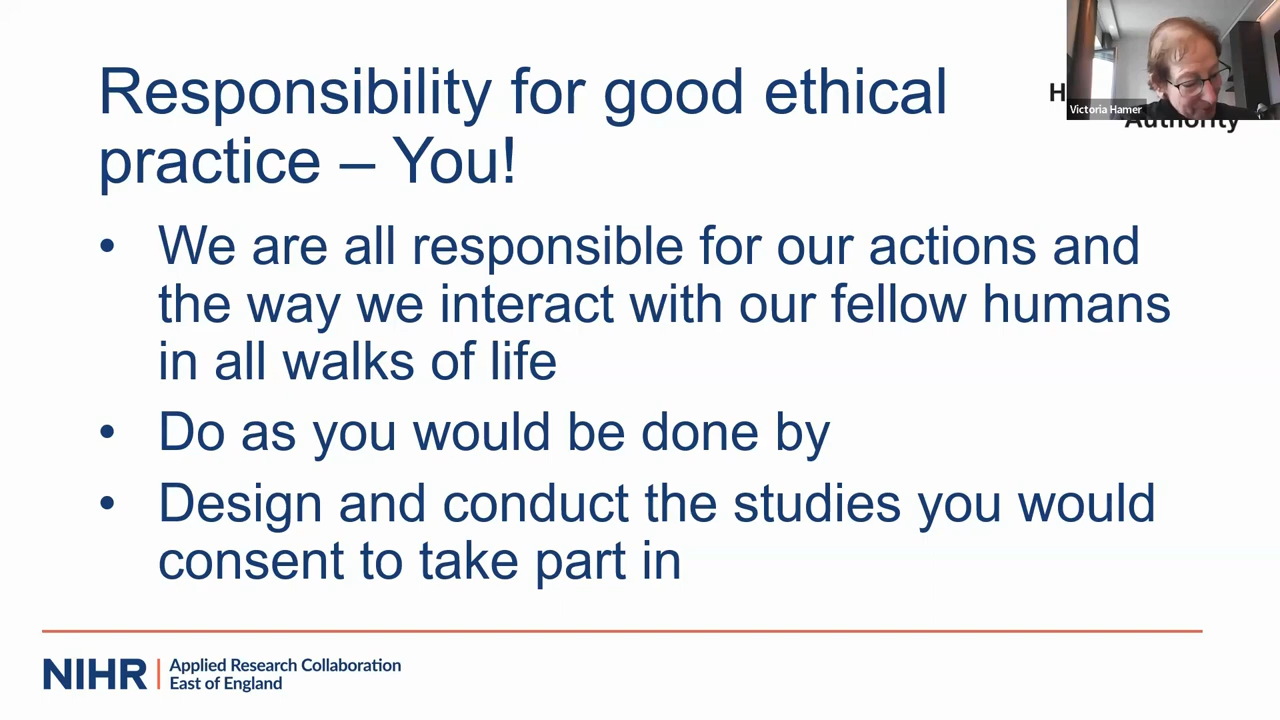 Responsibility for good ethical
practice – You!
Victoria Hamer
Authority
• We are all responsible for our actions and
the way we interact with our fellow humans
in all walks of life
• Do as you would be done by
• Design and conduct the studies you would
consent to take part in
NIHR | Applied Research Collaboration
East of England